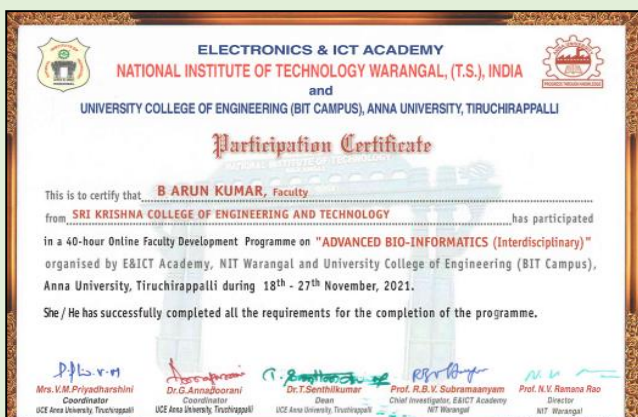 ELECTRONICS & ICT ACADEMY
NATIONAL INSTITUTE OF TECHNOLOGY WARANGAL, (T.S.), INDIA
and
UNIVERSITY COLLEGE OF ENGINEERING (BIT CAMPUS), ANNA UNIVERSITY, TIRUCHIRAPPALLI
Participation Certificate
NATIONAL INSTITUTE OF TECHNOLOGY
This is to certify that B ARUN KUMAR, Faculty
from SRI KRISHNA COLLEGE OF ENGINEERING AND TECHNOLOGY has participated
in a 40-hour Online Faculty Development Programme on "ADVANCED BIO-INFORMATICS (Interdisciplinary)"
organised by E&ICT Academy, NIT Warangal and University College of Engineering (BIT Campus),
Anna University, Tiruchirappalli during 18th - 27th November, 2021.
She / He has successfully completed all the requirements for the completion of the programme.
Mrs.V.M.Priyadharshini Dr.G.Annapoorani Dr.T.Senthilkumar Prof. R.B.V. Subramaanyam Prof. N.V. Ramana Rao
Coordinator Coordinator Dean Chief Investigator, E&ICT Academy Director
UCE Anna University, Tiruchirappalli UCE Anna University, Tiruchirappalli UCE Anna University, Tiruchirappalli NIT Warangal NIT Warangal